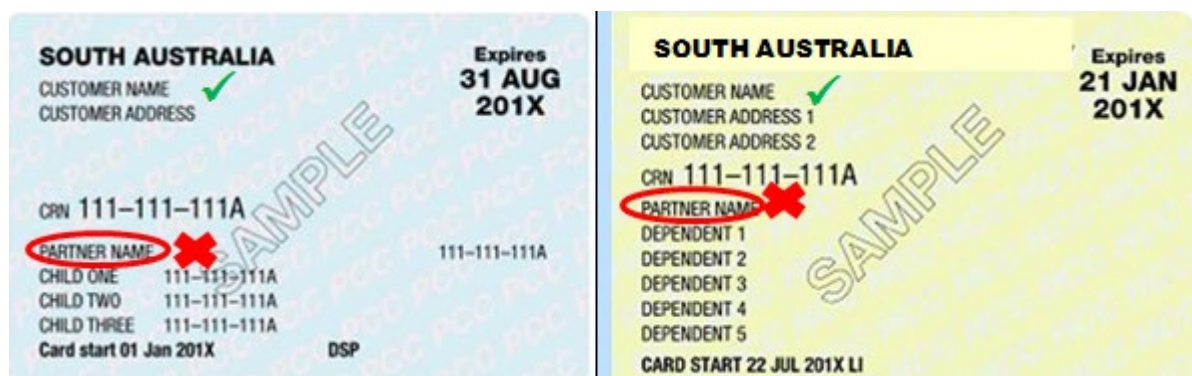 SOUTH AUSTRALIA
CUSTOMER NAME
CUSTOMER ADDRESS
Expires
31 AUG
201X
SAMPLE
CRN 111-111-111A
PARTNER NAME 111-111-111A
CHILD ONE 111-111-111A
CHILD TWO 111-111-111A
CHILD THREE 111-111-111A
Card start 01 Jan 201X DSP
SOUTH AUSTRALIA
CUSTOMER NAME
CUSTOMER ADDRESS 1
CUSTOMER ADDRESS 2
Expires
21 JAN
201X
SAMPLE
CRN 111-111-111A
PARTNER NAME
DEPENDENT 1
DEPENDENT 2
DEPENDENT 3
DEPENDENT 4
DEPENDENT 5
CARD START 22 JUL 201X LI